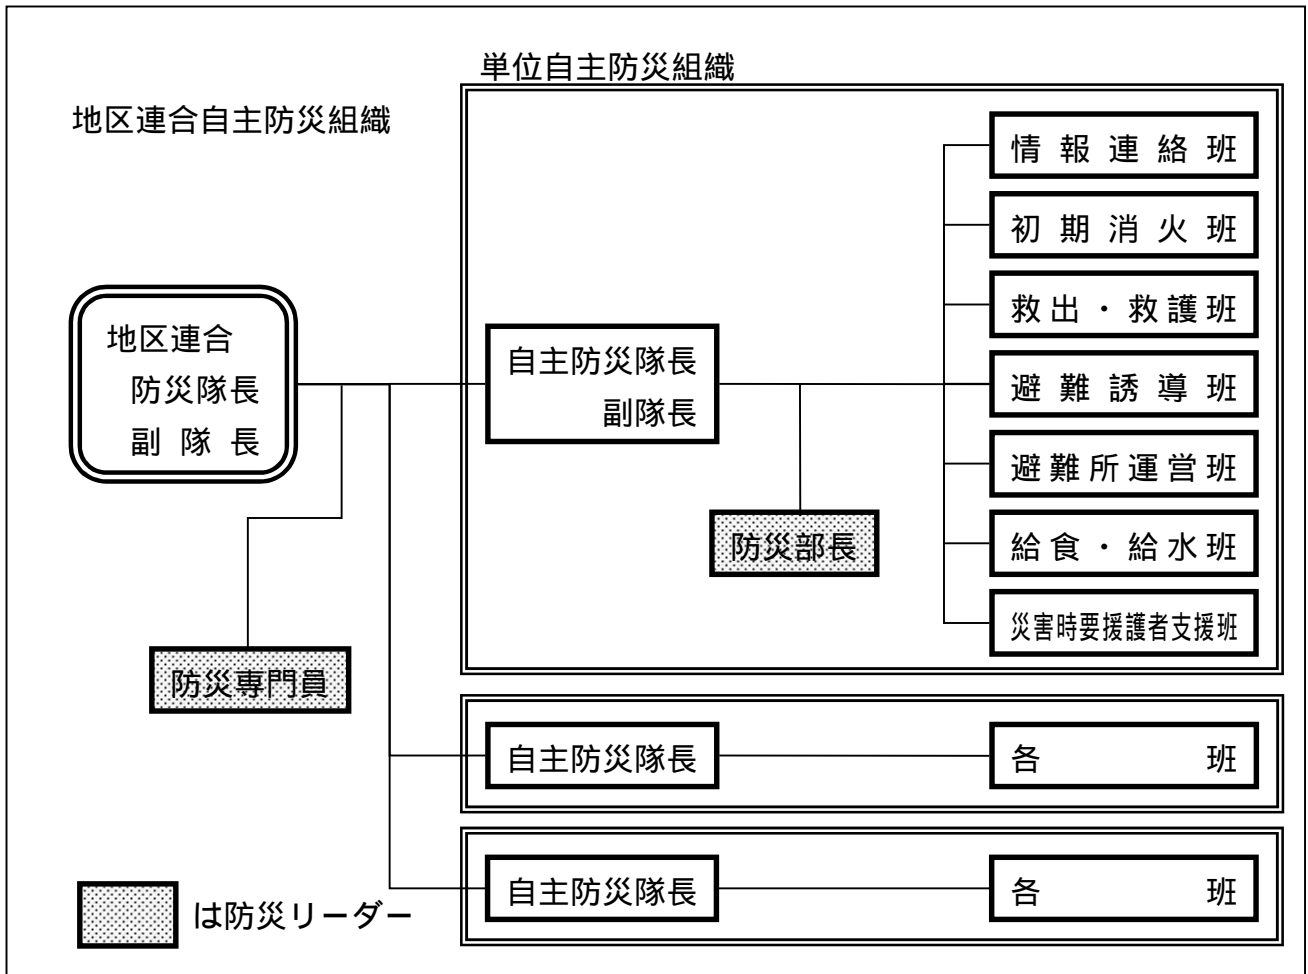 単位自主防災組織
地区連合自主防災組織
地区連合
防災隊長
副隊長
防災専門員
自主防災隊長
副隊長
防災部長
情報連絡班
初期消火班
救出・救護班
避難誘導班
避難所運営班
給食・給水班
災害時要援護者支援班
自主防災隊長
各班
自主防災隊長
各班
は防災リーダー